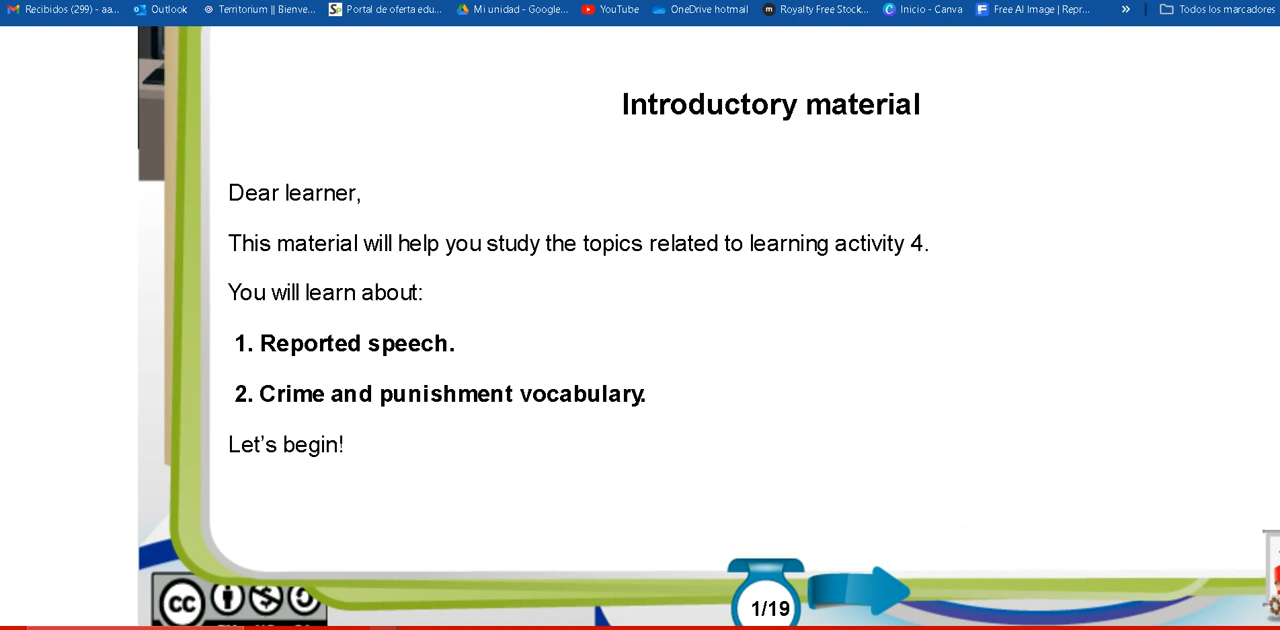 Recibidos (299) - aa... Outlook Territorium || Bienve... Portal de oferta edu... Mi unidad - Google... YouTube OneDrive hotmail Royalty Free Stock... Inicio - Canva Free AI Image | Repr... » Todos los marcadores
Introductory material
Dear learner,
This material will help you study the topics related to learning activity 4.
You will learn about:
1. Reported speech.
2. Crime and punishment vocabulary.
Let’s begin!
cc
1/19